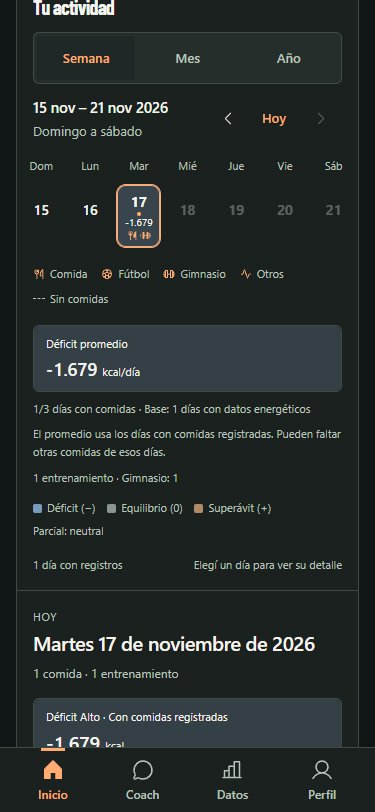 Tu actividad
Semana Mes Año
15 nov – 21 nov 2026
Domingo a sábado
Hoy
Dom Lun Mar Mié Jue Vie Sáb
15 16 17 18 19 20 21
-1.679
Comida Fútbol Gimnasio Otros
--- Sin comidas
Déficit promedio
-1.679 kcal/día
1/3 días con comidas · Base: 1 días con datos energéticos
El promedio usa los días con comidas registradas. Pueden faltar
otras comidas de esos días.
1 entrenamiento · Gimnasio: 1
Déficit (−) Equilibrio (0) Superávit (+)
Parcial: neutral
1 día con registros Elegí un día para ver su detalle
HOY
Martes 17 de noviembre de 2026
1 comida · 1 entrenamiento
Déficit Alto · Con comidas registradas
-1.679 kcal
Inicio Coach Datos Perfil